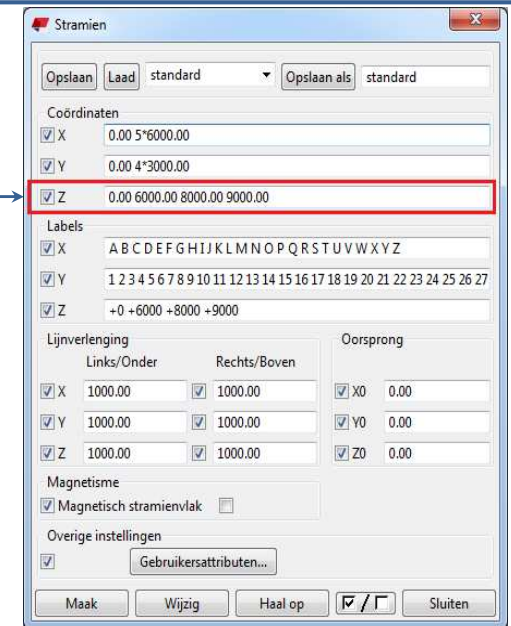 Stramien
Opslaan Laad standard Opslaan als standard
Coördinaten
X 0.00 5*6000.00
Y 0.00 4*3000.00
Z 0.00 6000.00 8000.00 9000.00
Labels
X A B C D E F G H I J K L M N O P Q R S T U V W X Y Z
Y 1 2 3 4 5 6 7 8 9 10 11 12 13 14 15 16 17 18 19 20 21 22 23 24 25 26 27
Z +0 +6000 +8000 +9000
Lijnverlenging Oorsprong
Links/Onder Rechts/Boven
X 1000.00 1000.00 X0 0.00
Y 1000.00 1000.00 Y0 0.00
Z 1000.00 1000.00 Z0 0.00
Magnetisme
Magnetisch stramienvlak
Overige instellingen
Gebruikersattributen...
Maak Wijzig Haal op / Sluiten